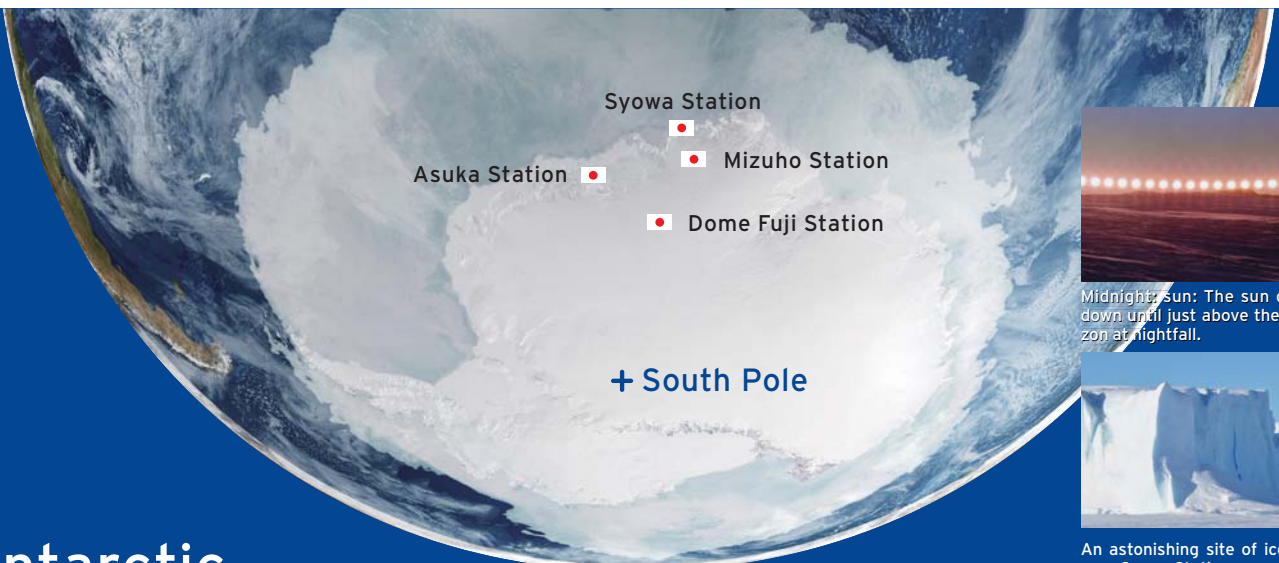 Syowa Station
Asuka Station
Mizuho Station
Dome Fuji Station
+ South Pole
Midnight: sun: The sun
down until just above the
zon at nightfall.
An astonishing site of